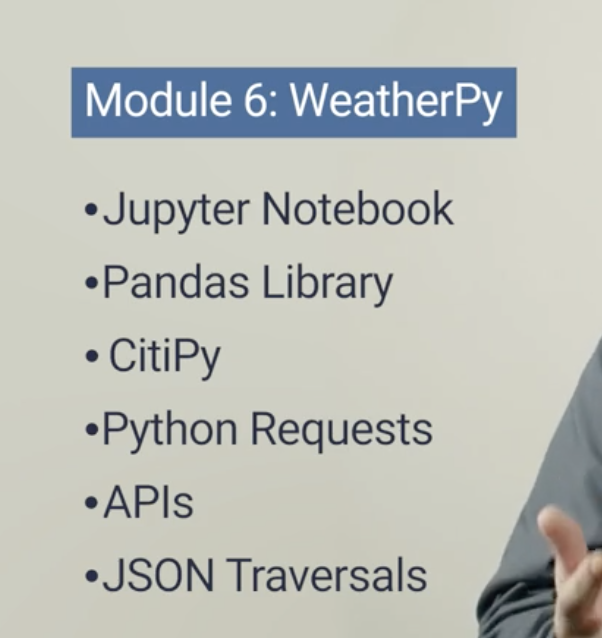 Module 6: WeatherPy
•Jupyter Notebook
•Pandas Library
• CitiPy
•Python Requests
•APIs
•JSON Traversals